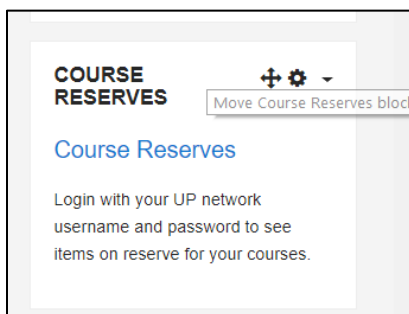 COURSE
RESERVES
Move Course Reserves bloc
Course Reserves
Login with your UP network
username and password to see
items on reserve for your courses.